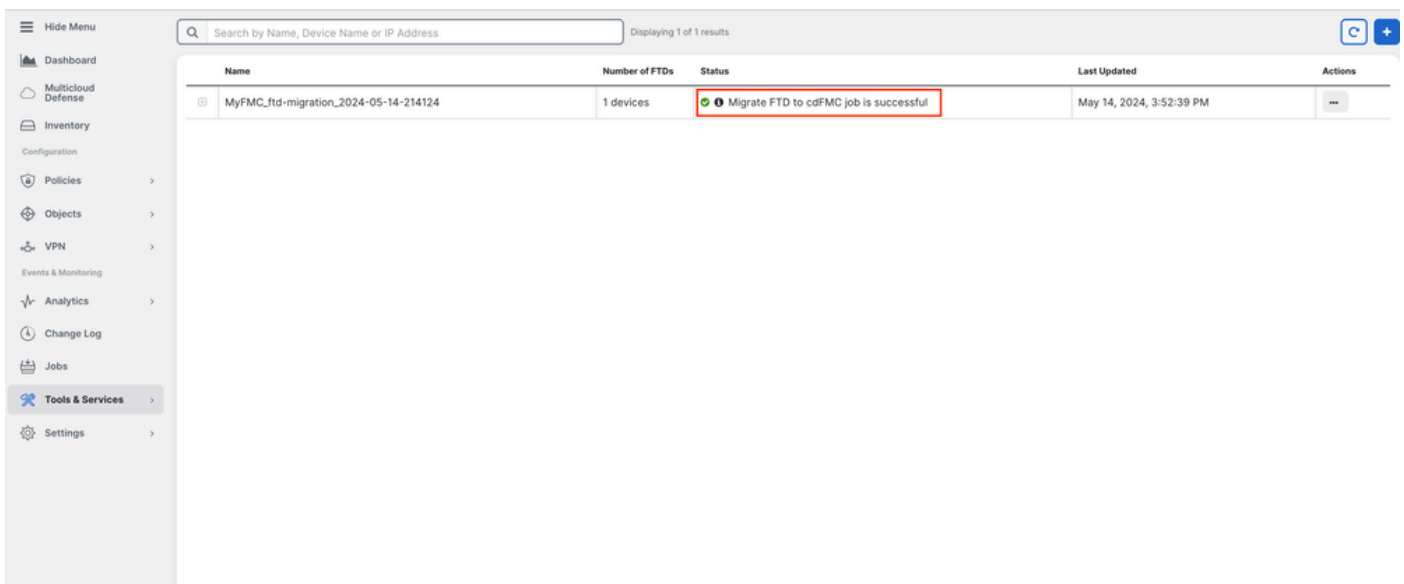 Hide Menu
Dashboard
Multicloud
Defense
Inventory
Configuration
Policies
Objects
VPN
Events & Monitoring
Analytics
Change Log
Jobs
Tools & Services
Settings
Search by Name, Device Name or IP Address
Displaying 1 of 1 results
Name Number of FTDs Status Last Updated Actions
MyFMC_ftd-migration_2024-05-14-214124 1 devices Migrate FTD to cdFMC job is successful May 14, 2024, 3:52:39 PM